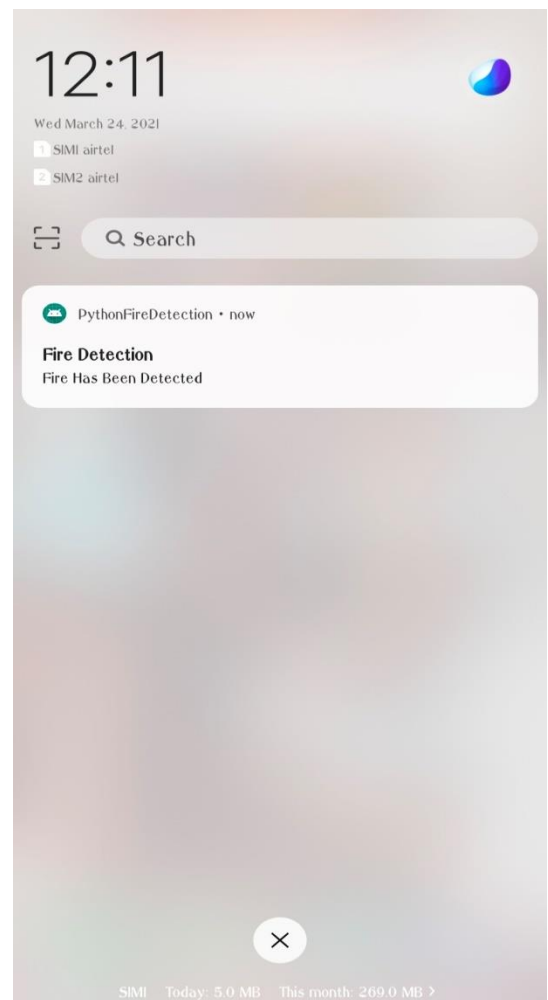 12:11
Wed March 24, 2021
1 SIM1 airtel
2 SIM2 airtel
Search
PythonFireDetection • now
Fire Detection
Fire Has Been Detected
SIM1 Today: 5.0 MB This month: 269.0 MB >